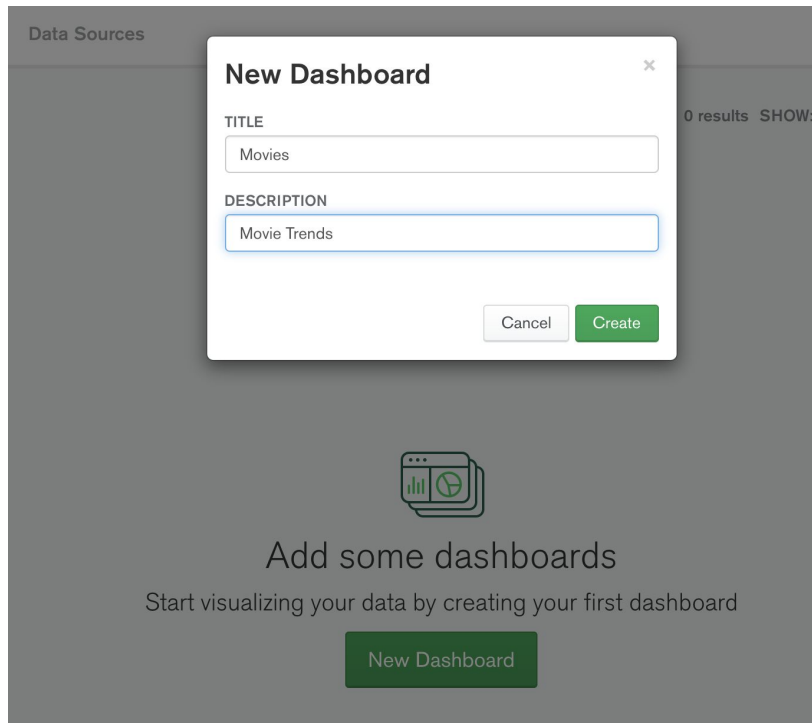 Data Sources
New Dashboard
×
0 results SHOW:
TITLE
Movies
DESCRIPTION
Movie Trends
Cancel Create
Add some dashboards
Start visualizing your data by creating your first dashboard
New Dashboard